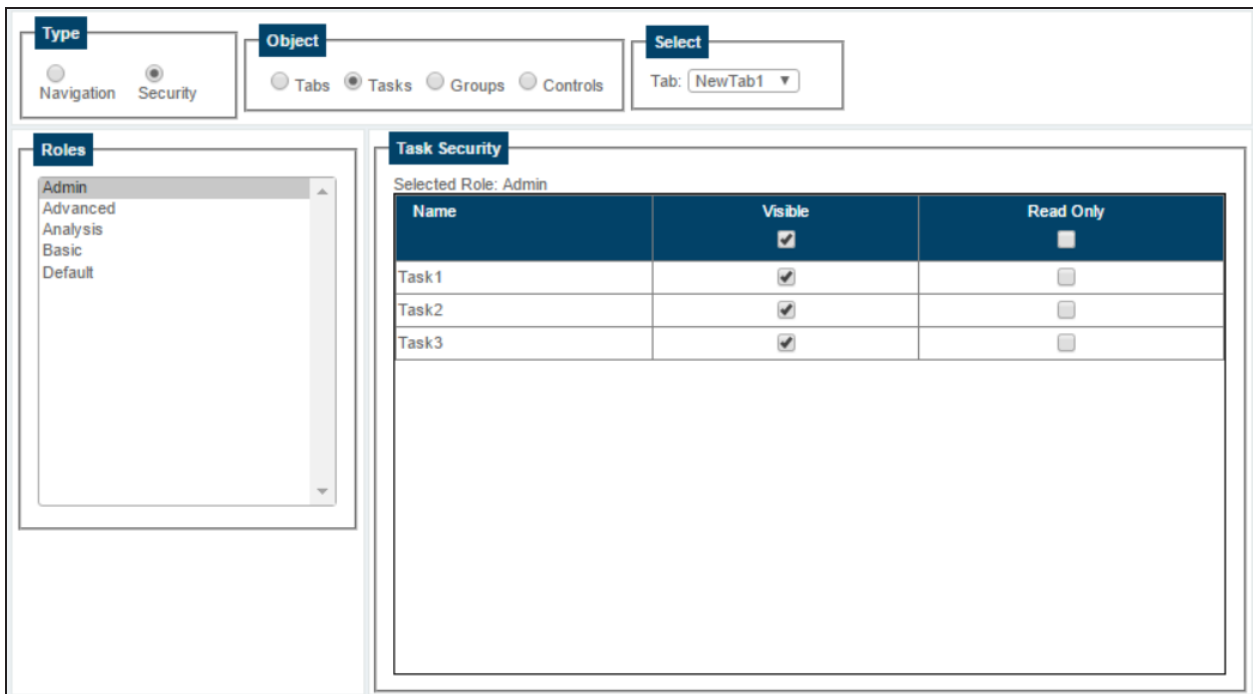 Type
Navigation
Security
Object
Tabs
Tasks
Groups
Controls
Select
Tab: NewTab1
Roles
Admin
Advanced
Analysis
Basic
Default
Task Security
Selected Role: Admin
Name Visible Read Only
Task1
Task2
Task3